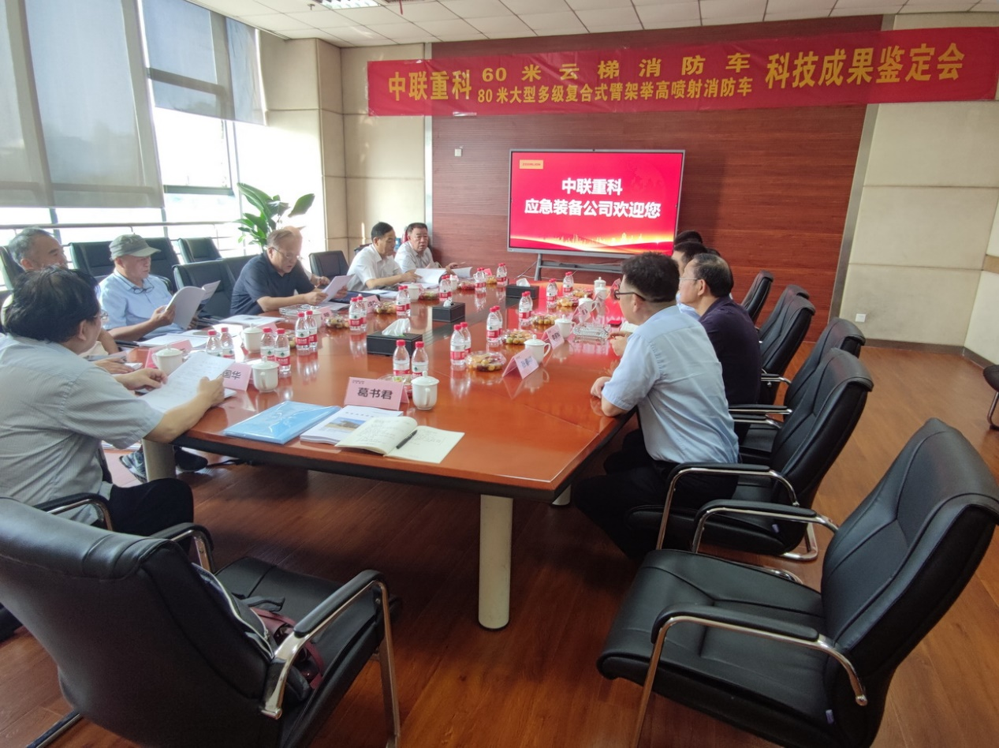 中联重科 60米云梯消防车 科技成果鉴定会
80米大型多级复合式臂架举高喷射消防车
中联重科
应急装备公司欢迎您
国华
葛书君